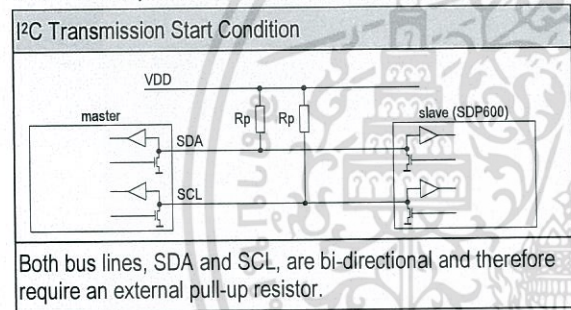 I²C Transmission Start Condition
VDD
master
Rp
Rp
slave (SDP600)
SDA
SCL
Both bus lines, SDA and SCL, are bi-directional and therefore
require an external pull-up resistor.